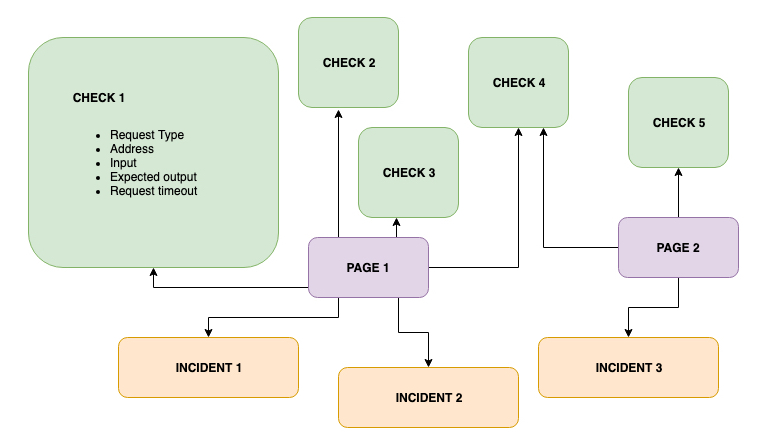 CHECK 1
• Request Type
• Address
• Input
• Expected output
• Request timeout
CHECK 2
CHECK 3
CHECK 4
CHECK 5
PAGE 1
PAGE 2
INCIDENT 1
INCIDENT 2
INCIDENT 3